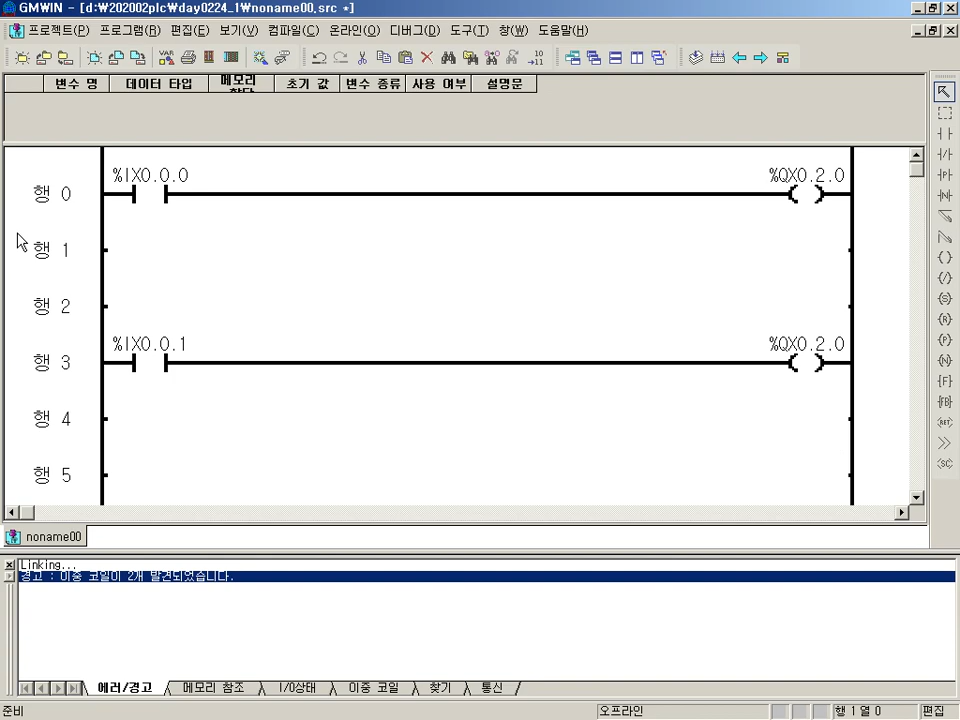 GMWIN - [d:₩202002plc₩day0224_1₩noname00.src *]
프로젝트(P) 프로그램(R) 편집(E) 보기(V) 컴파일(C) 온라인(O) 디버그(D) 도구(T) 창(W) 도움말(H)
변수 명 데이터 타입 메모리 할당 초기 값 변수 종류 사용 여부 설명문
%IX0.0.0 %QX0.2.0
행 0
행 1
행 2
%IX0.0.1 %QX0.2.0
행 3
행 4
행 5
noname00
Linking...
경고 : 이중 코일이 2개 발견되었습니다.
에러/경고 메모리 참조 I/0상태 이중 코일 찾기 통신
준비 오프라인 행 1 열 0 편집